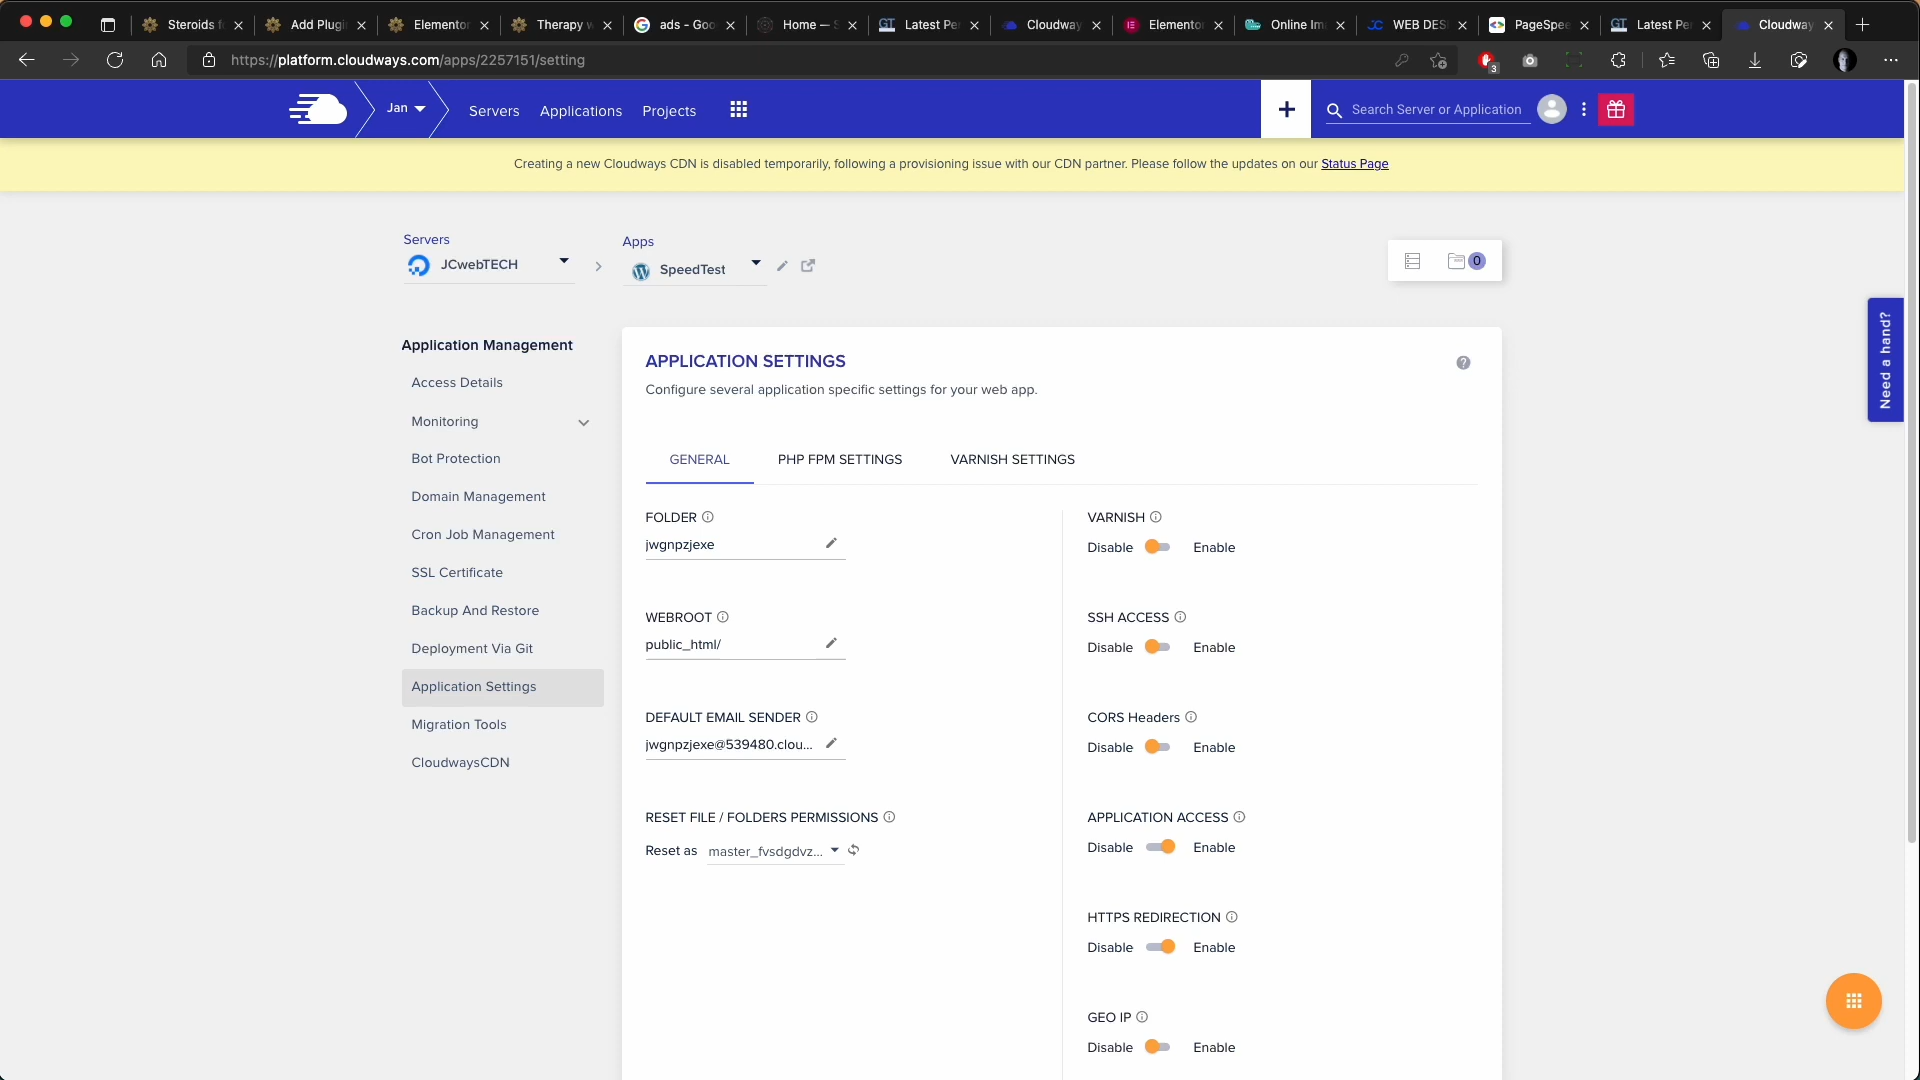 Steroids f
Add Plugi
Elementor
Therapy w
ads - Goo
Home –
Latest Pe
Cloudway
Elementor
Online Im
WEB DES
PageSpee
Latest Pe
Cloudway
https://platform.cloudways.com/apps/2257151/setting
3
Jan
Servers
Applications
Projects
Search Server or Application
Creating a new Cloudways CDN is disabled temporarily, following a provisioning issue with our CDN partner. Please follow the updates on our Status Page
Servers
JCwebTECH
Apps
SpeedTest
0
Need a hand?
Application Management
Access Details
Monitoring
Bot Protection
Domain Management
Cron Job Management
SSL Certificate
Backup And Restore
Deployment Via Git
Application Settings
Migration Tools
CloudwaysCDN
APPLICATION SETTINGS
Configure several application specific settings for your web app.
GENERAL
PHP FPM SETTINGS
VARNISH SETTINGS
FOLDER
jwgnpzjexe
WEBROOT
public_html/
DEFAULT EMAIL SENDER
jwgnpzjexe@539480.clou...
RESET FILE / FOLDERS PERMISSIONS
Reset as master_fvsdgdvz...
VARNISH
Disable Enable
SSH ACCESS
Disable Enable
CORS Headers
Disable Enable
APPLICATION ACCESS
Disable Enable
HTTPS REDIRECTION
Disable Enable
GEO IP
Disable Enable